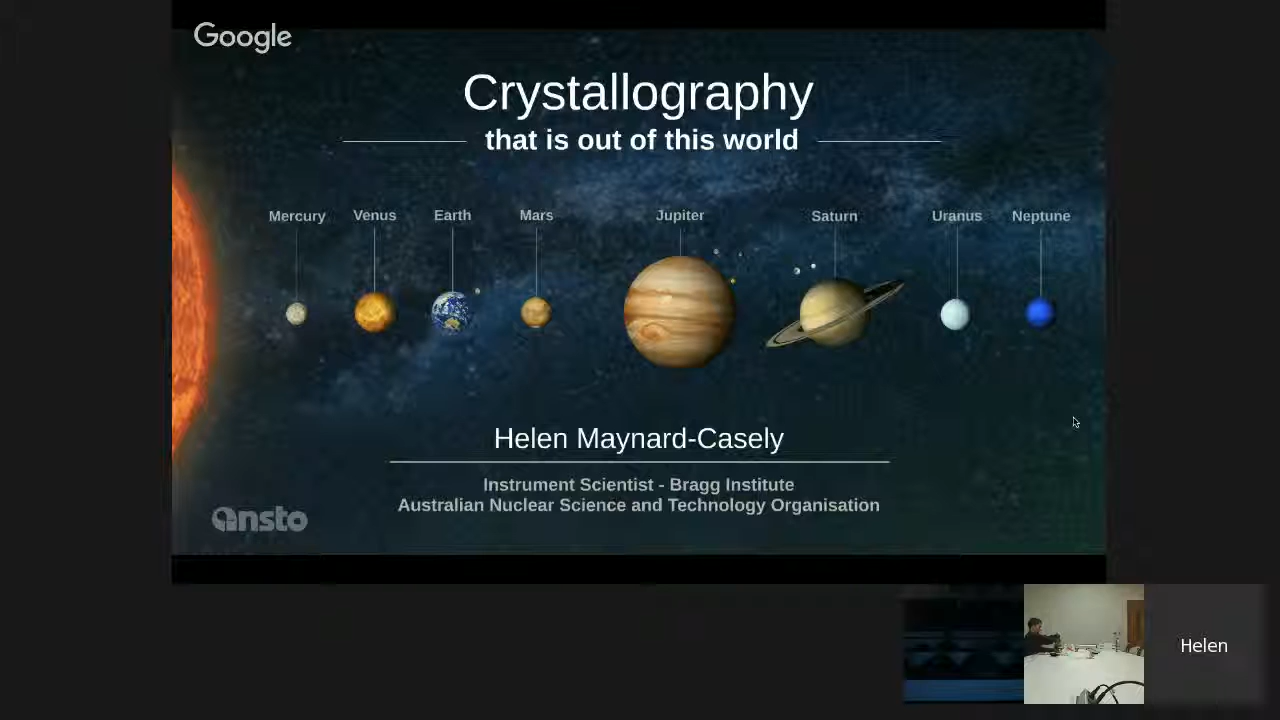 Google
Crystallography
that is out of this world
Mercury Venus Earth Mars Jupiter Saturn Uranus Neptune
Helen Maynard-Casely
Instrument Scientist - Bragg Institute
Australian Nuclear Science and Technology Organisation
ansto
Helen